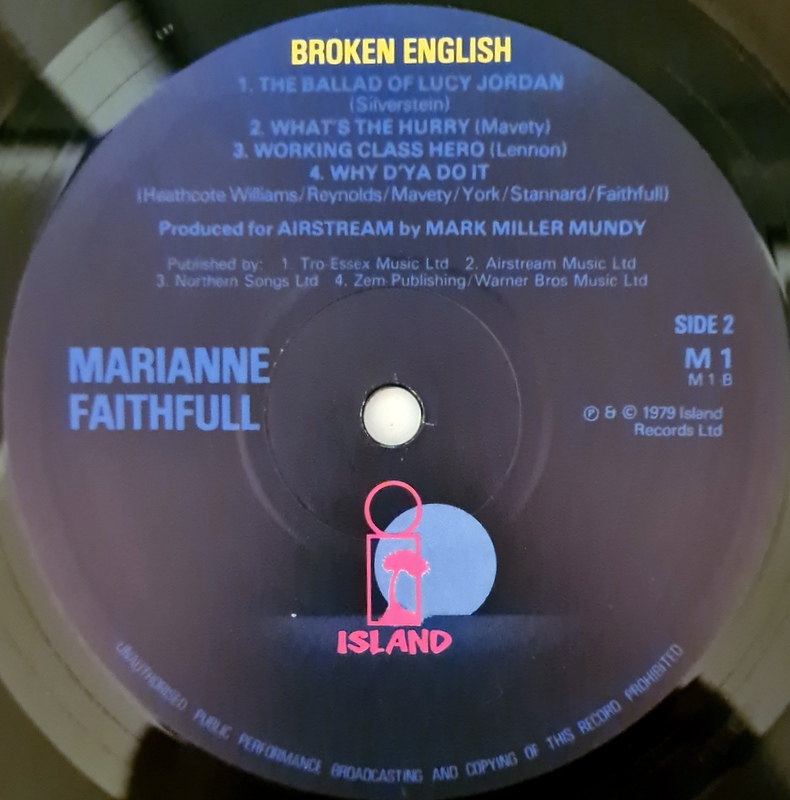 BROKEN ENGLISH
1. THE BALLAD OF LUCY JORDAN
(Silverstein)
2. WHAT'S THE HURRY (Mavety)
3. WORKING CLASS HERO (Lennon)
4. WHY D'YA DO IT
(Heathcote Williams/Reynolds/Mavety/York/Stannard/Faithfull)
Produced for AIRSTREAM by MARK MILLER MUNDY
Published by: 1. Tro Essex Music Ltd 2. Airstream Music Ltd
3. Northern Songs Ltd 4. Zem Publishing/Warner Bros Music Ltd
SIDE 2
M 1
M 1 B
MARIANNE
FAITHFULL
℗ & © 1979 Island
Records Ltd
ISLAND
UNAUTHORISED PUBLIC PERFORMANCE BROADCASTING AND COPYING OF THIS RECORD PROHIBITED